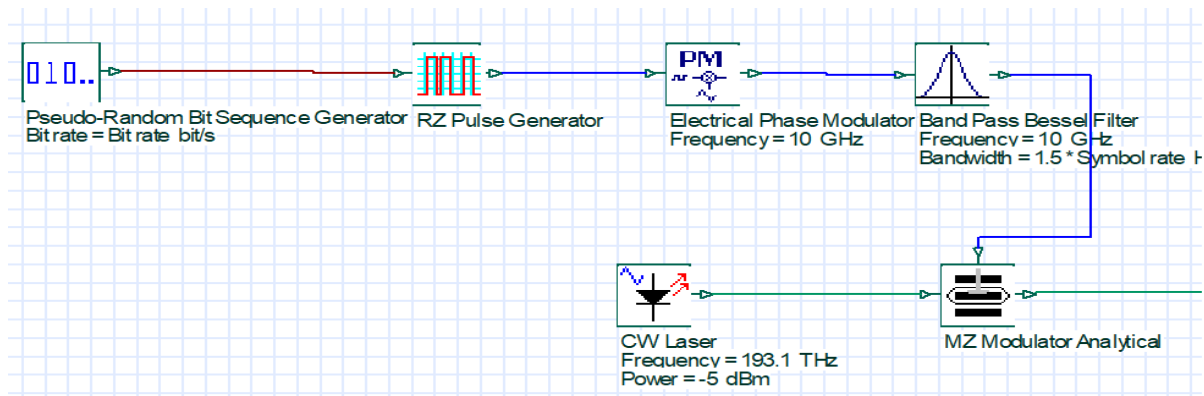 010..
Pseudo-Random Bit Sequence Generator
Bit rate = Bit rate bit/s
RZ Pulse Generator
PM
Electrical Phase Modulator
Frequency = 10 GHz
Band Pass Bessel Filter
Frequency = 10 GHz
Bandwidth = 1.5 * Symbol rate H
CW Laser
Frequency = 193.1 THz
Power = -5 dBm
MZ Modulator Analytical